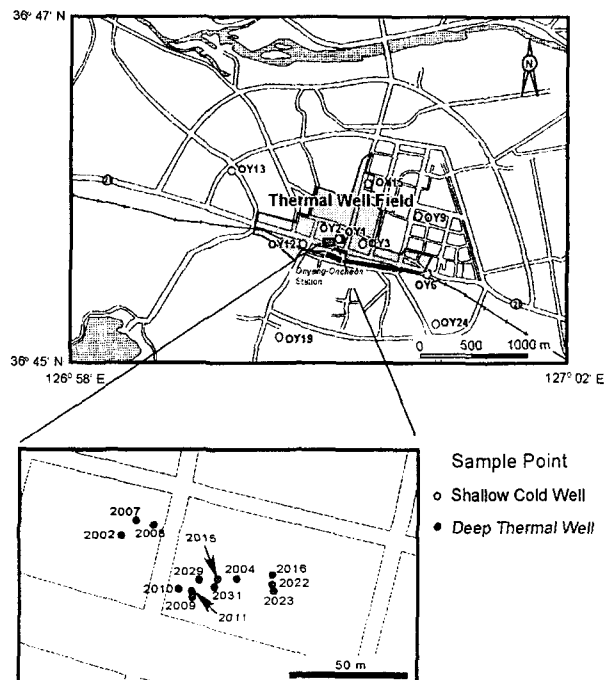 36° 47' N
N
OY13
OY15
Thermal Well Field
OY9
OY2
OY1
OY12
OY3
Onyang-Oncheon
Station
OY6
OY24
OY19
0 500 1000 m
36° 45' N
126° 58' E
127° 02' E
Sample Point
Shallow Cold Well
Deep Thermal Well
2007
2002
2015
2029
2004
2016
2010
2022
2031
2023
2009
2011
50 m